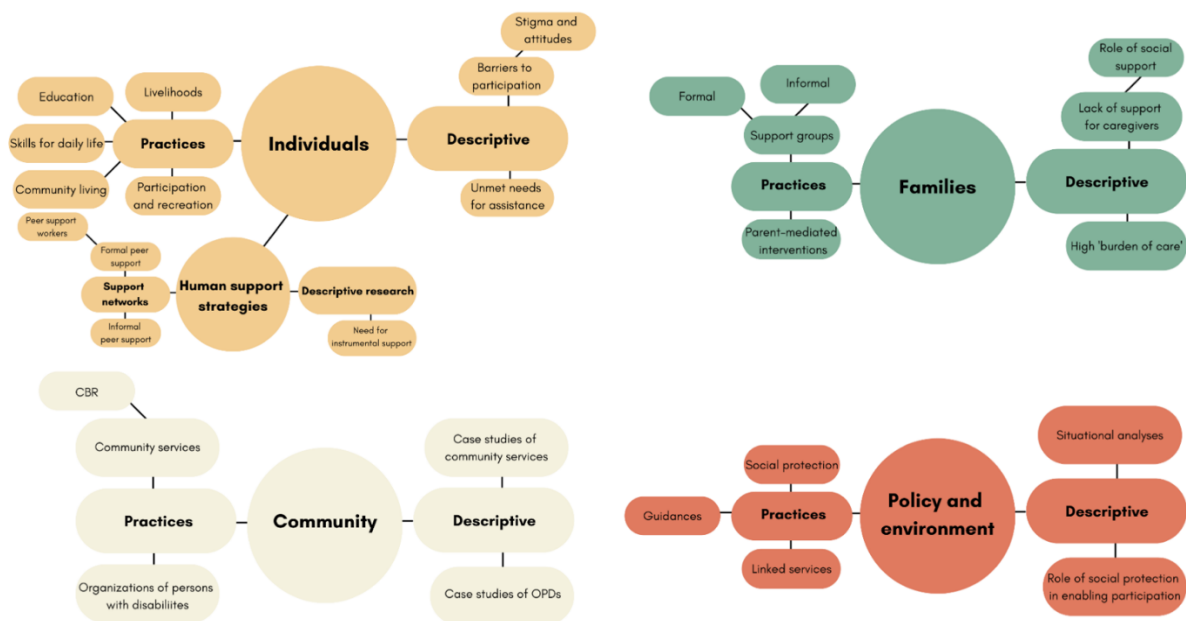 Stigma and
attitudes
Barriers to
participation
Education
Livelihoods
Skills for daily life
Practices
Individuals
Descriptive
Community living
Participation
and recreation
Unmet needs
for assistance
Peer support
workers
Formal peer
support
Support
networks
Human support
strategies
Descriptive research
Informal
peer support
Need for
instrumental support
Role of social
support
Formal
Informal
Lack of support
for caregivers
Support groups
Practices
Families
Descriptive
Parent-mediated
interventions
High 'burden of care'
CBR
Community services
Case studies of
community services
Practices
Community
Descriptive
Organizations of persons
with disabiliites
Case studies of OPDs
Situational analyses
Social protection
Guidances
Practices
Policy and
environment
Descriptive
Linked services
Role of social protection
in enabling participation